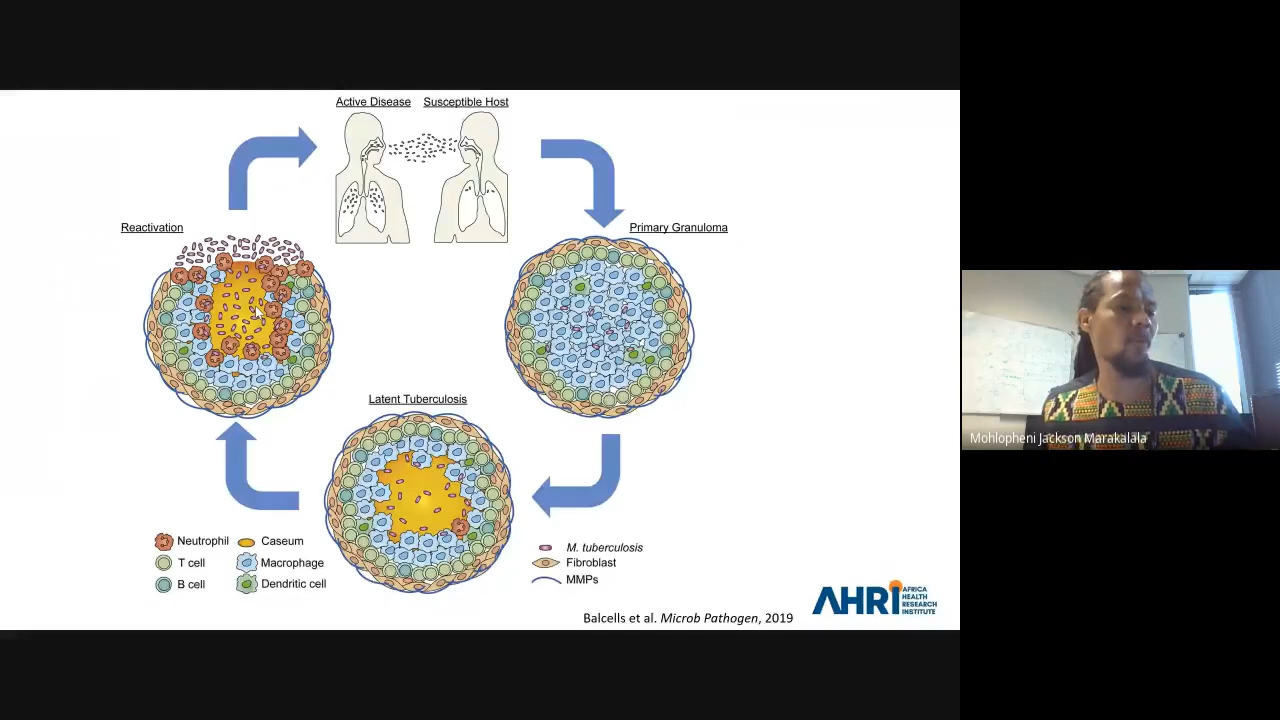 Active Disease
Susceptible Host
Reactivation
Primary Granuloma
Latent Tuberculosis
Neutrophil
Caseum
T cell
Macrophage
B cell
Dendritic cell
M. tuberculosis
Fibroblast
MMPs
Balcells et al. Microb Pathogen, 2019
AHRI
AFRICA
HEALTH
RESEARCH
INSTITUTE
Mohlopheni Jackson Marakalala